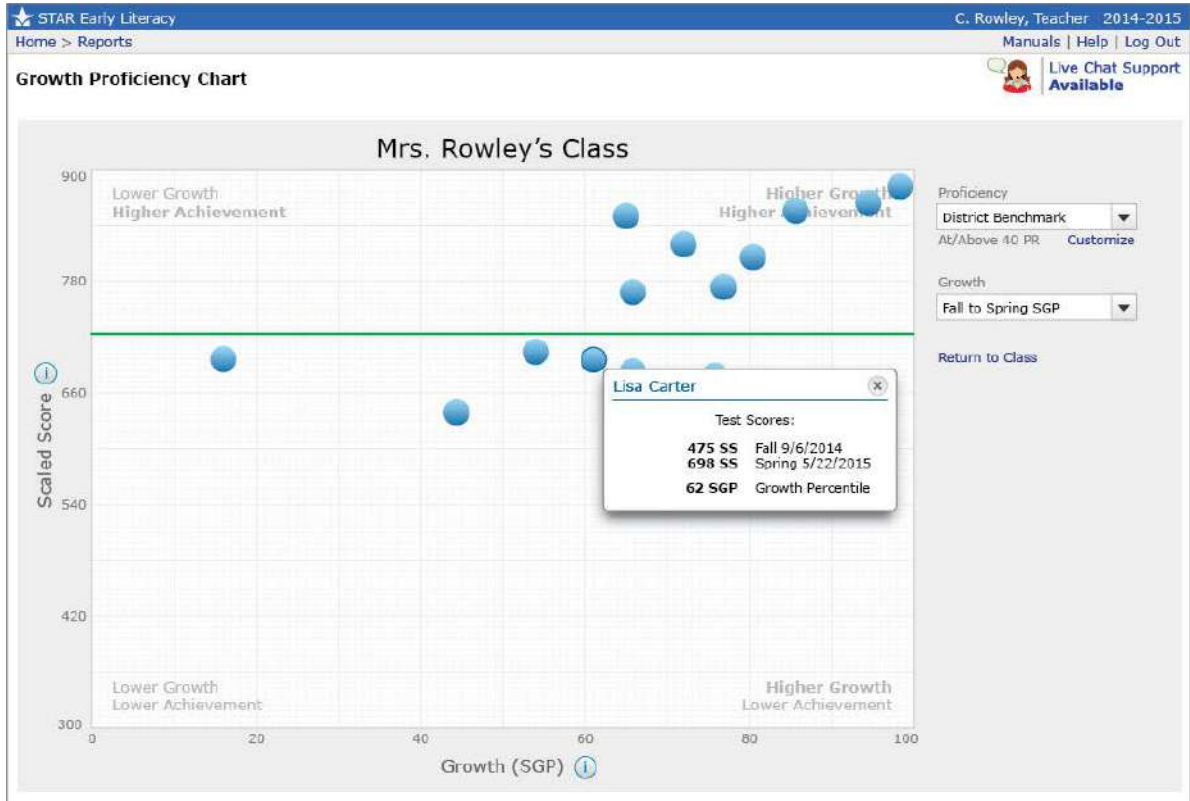 STAR Early Literacy
C. Rowley, Teacher 2014-2015
Home > Reports
Manuals | Help | Log Out
Growth Proficiency Chart
Live Chat Support
Available
Mrs. Rowley's Class
Lower Growth
Higher Achievement
Higher Growth
Higher Achievement
Proficiency
District Benchmark
At/Above 40 PR Customize
Growth
Fall to Spring SGP
Return to Class
900
780
660
540
420
300
Scaled Score
Lisa Carter
Test Scores:
475 SS Fall 9/6/2014
698 SS Spring 5/22/2015
62 SGP Growth Percentile
Lower Growth
Lower Achievement
Higher Growth
Lower Achievement
0 20 40 60 80 100
Growth (SGP)